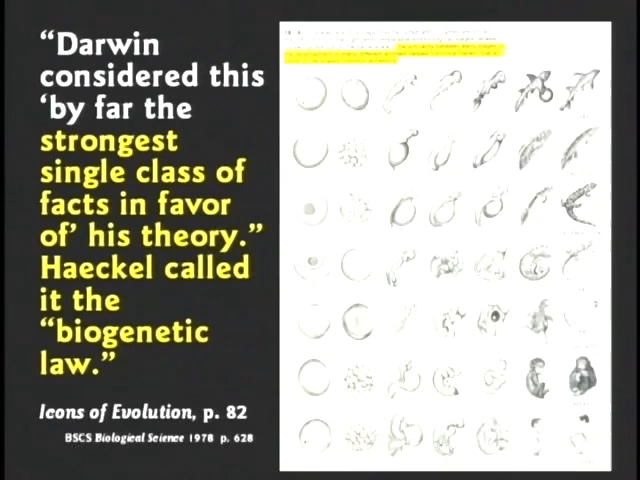 “Darwin
considered this
‘by far the
strongest
single class of
facts in favor
of’ his theory.”
Haeckel called
it the
“biogenetic
law.”
Icons of Evolution, p. 82
BSCS Biological Science 1978 p. 628